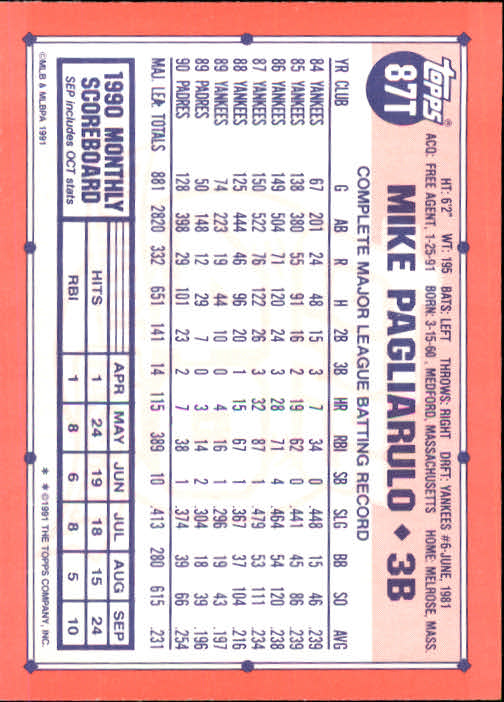 topps®
87T
HT: 6'2" WT: 195 BATS: LEFT THROWS: RIGHT DRFT: YANKEES #6-JUNE, 1981
ACQ: FREE AGENT, 1-25-91 BORN: 3-15-60, MEDFORD, MASSACHUSETTS HOME: MELROSE, MASS.
MIKE PAGLIARULO ◆ 3B
COMPLETE MAJOR LEAGUE BATTING RECORD
YR CLUB G AB R H 2B 3B HR RBI SB SLG BB SO AVG
84 YANKEES 67 201 24 48 15 3 7 34 0 .448 15 46 .239
85 YANKEES 138 380 55 91 16 2 19 62 0 .441 45 86 .239
86 YANKEES 149 504 71 120 24 3 28 71 4 .464 54 120 .238
87 YANKEES 150 522 76 122 26 3 32 87 1 .479 53 111 .234
88 YANKEES 125 444 46 96 20 1 15 67 1 .367 37 104 .216
89 YANKEES 74 223 19 44 10 0 4 16 1 .296 19 43 .197
89 PADRES 50 148 12 29 7 0 3 14 2 .304 18 39 .196
90 PADRES 128 398 29 101 23 2 7 38 1 .374 39 66 .254
MAJ. LEA. TOTALS 881 2820 332 651 141 14 115 389 10 .413 280 615 .231
1990 MONTHLY SCOREBOARD
SEP includes OCT stats
APR MAY JUN JUL AUG SEP
HITS 1 24 19 18 15 24
RBI 1 8 6 8 5 10
©MLB & MLBPA 1991
* * ©1991 THE TOPPS COMPANY, INC.